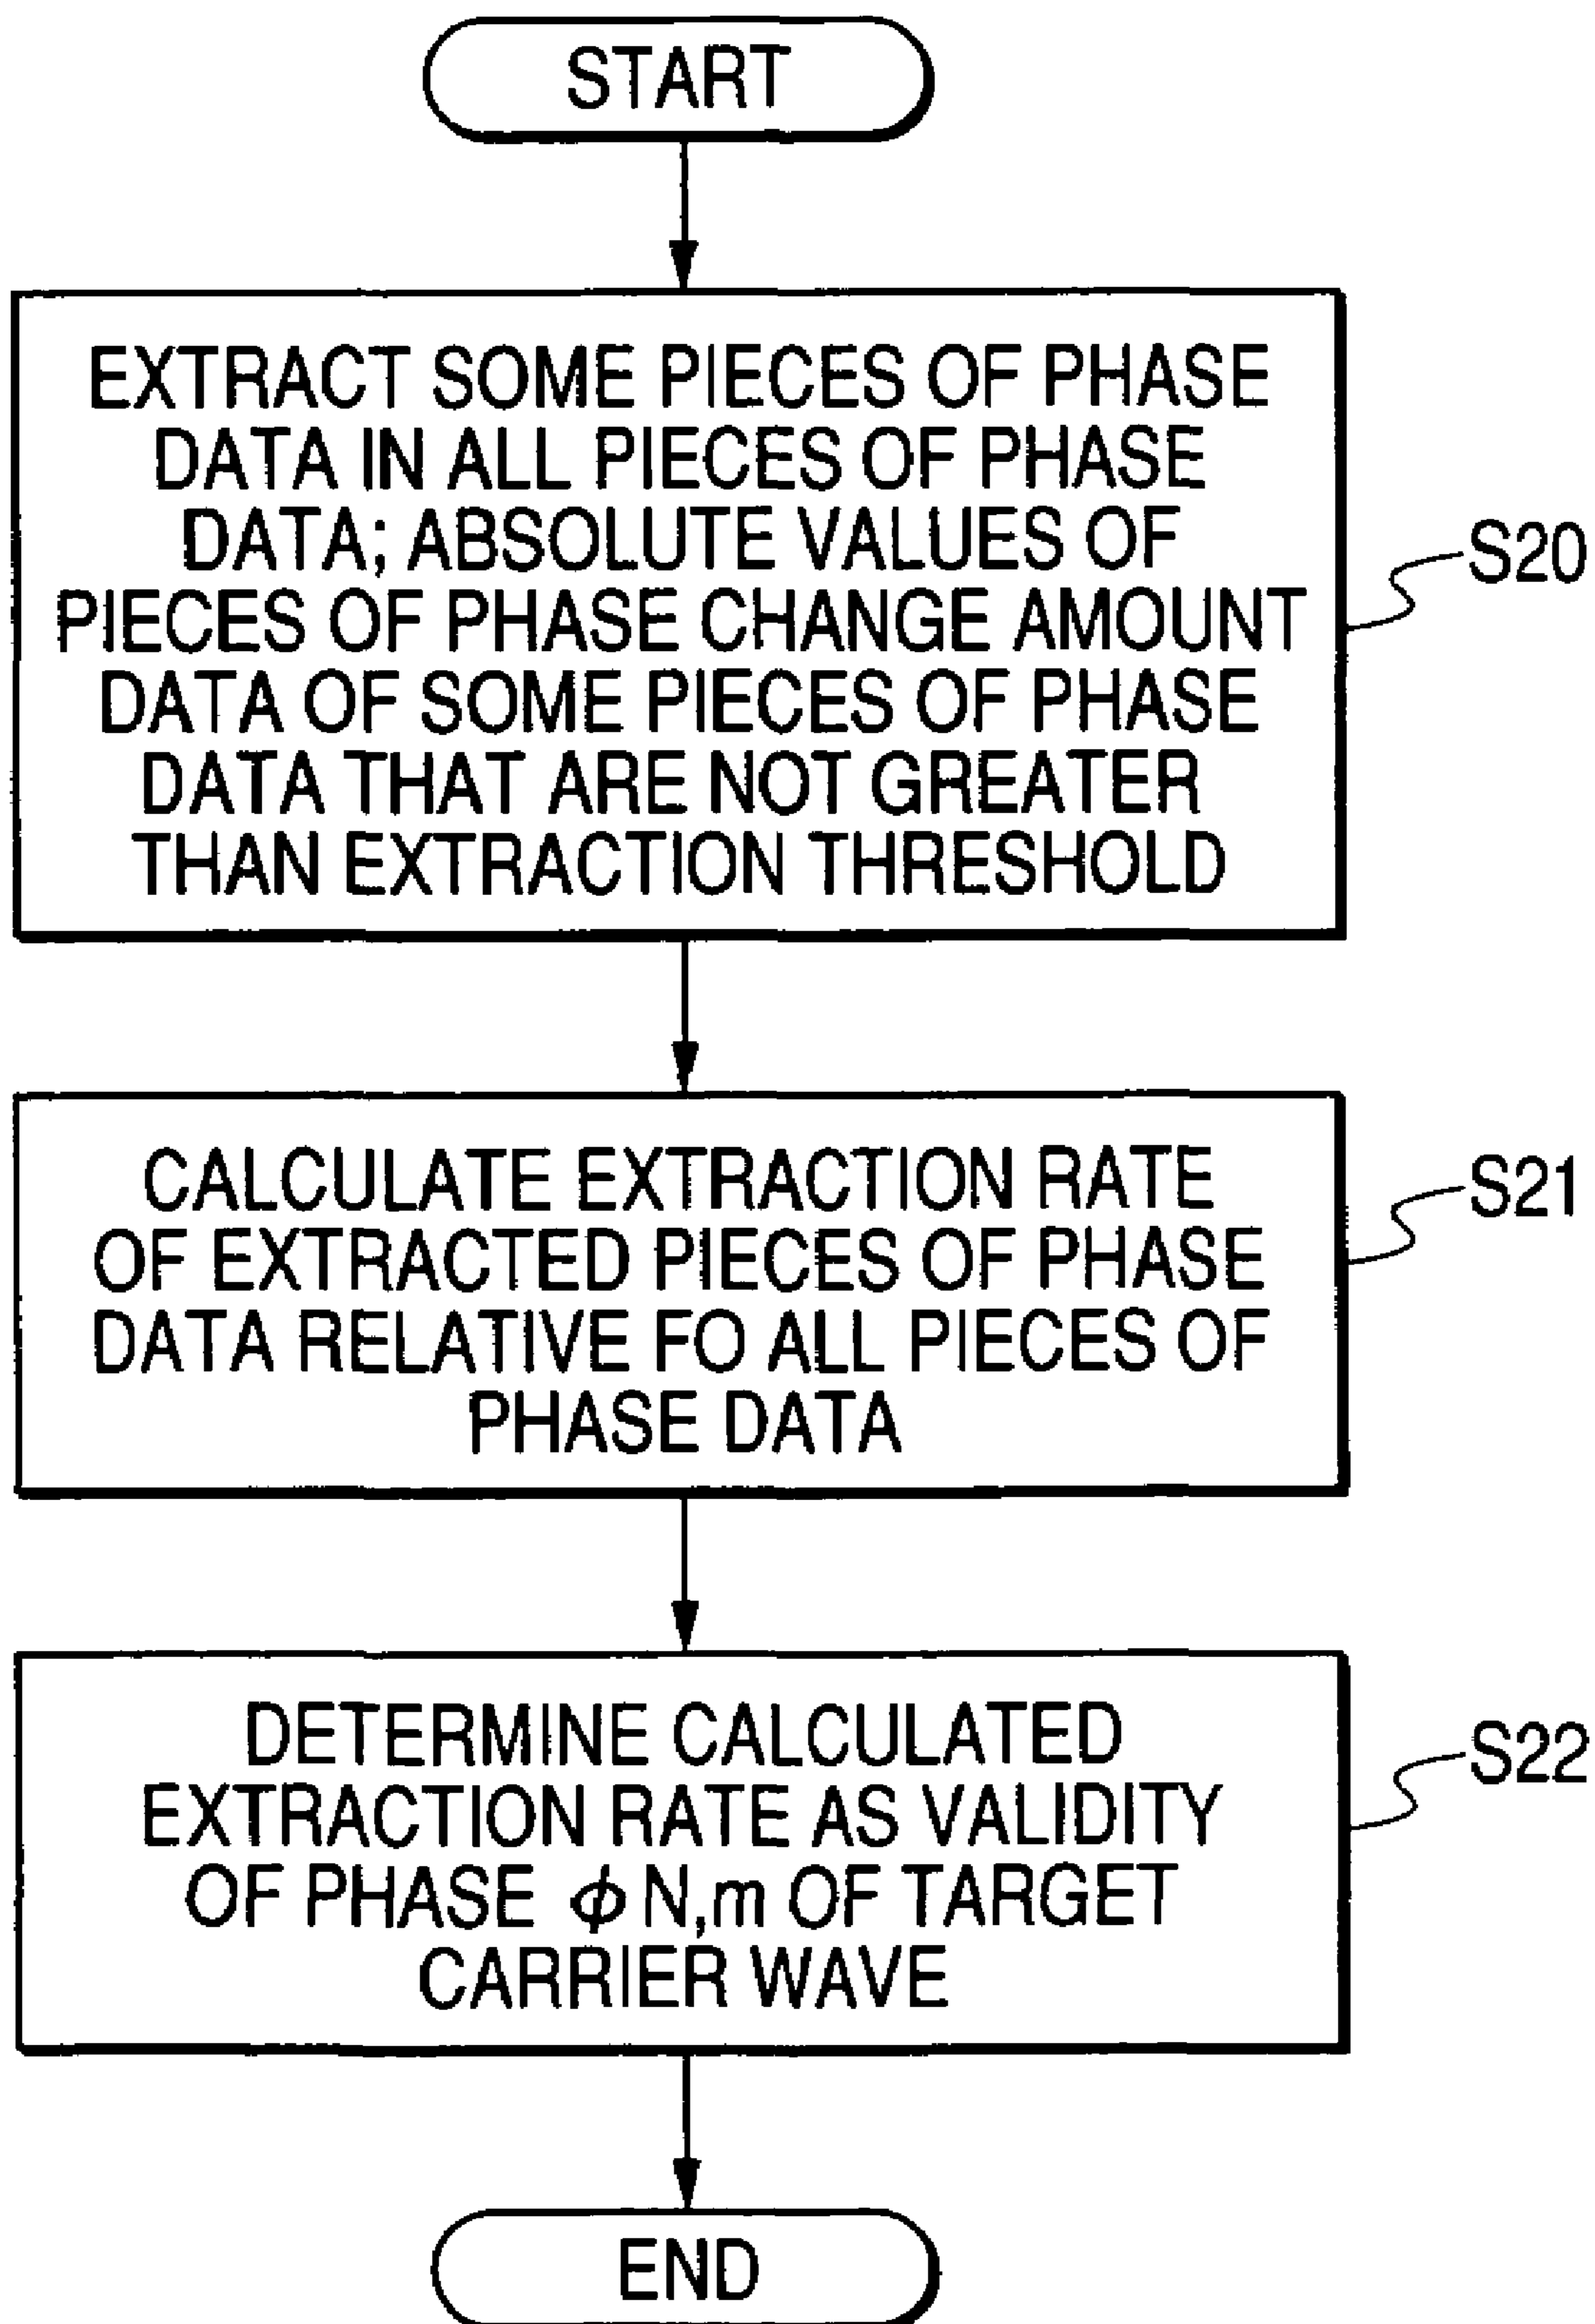 START
EXTRACT SOME PIECES OF PHASE
DATA IN ALL PIECES OF PHASE
DATA; ABSOLUTE VALUES OF
PIECES OF PHASE CHANGE AMOUNT
DATA OF SOME PIECES OF PHASE
DATA THAT ARE NOT GREATER
THAN EXTRACTION THRESHOLD
S20
CALCULATE EXTRACTION RATE
OF EXTRACTED PIECES OF PHASE
DATA RELATIVE FO ALL PIECES OF
PHASE DATA
S21
DETERMINE CALCULATED
EXTRACTION RATE AS VALIDITY
OF PHASE ϕ N,m OF TARGET
CARRIER WAVE
S22
END